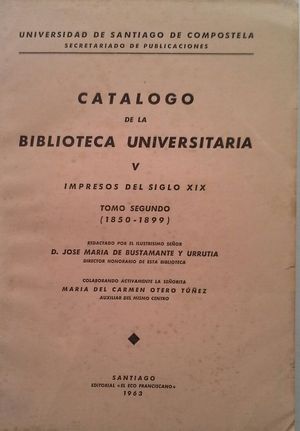 UNIVERSIDAD DE SANTIAGO DE COMPOSTELA
SECRETARIADO DE PUBLICACIONES
CATALOGO
DE LA
BIBLIOTECA UNIVERSITARIA
V
IMPRESOS DEL SIGLO XIX
TOMO SEGUNDO
(1850-1899)
REDACTADO POR EL ILUSTRISIMO SEÑOR
D. JOSE MARIA DE BUSTAMANTE Y URRUTIA
DIRECTOR HONORARIO DE ESTA BIBLIOTECA
COLABORANDO ACTIVAMENTE LA SEÑORITA
MARIA DEL CARMEN OTERO TÚÑEZ
AUXILIAR DEL MISMO CENTRO
SANTIAGO
EDITORIAL «EL ECO FRANCISCANO»
1963